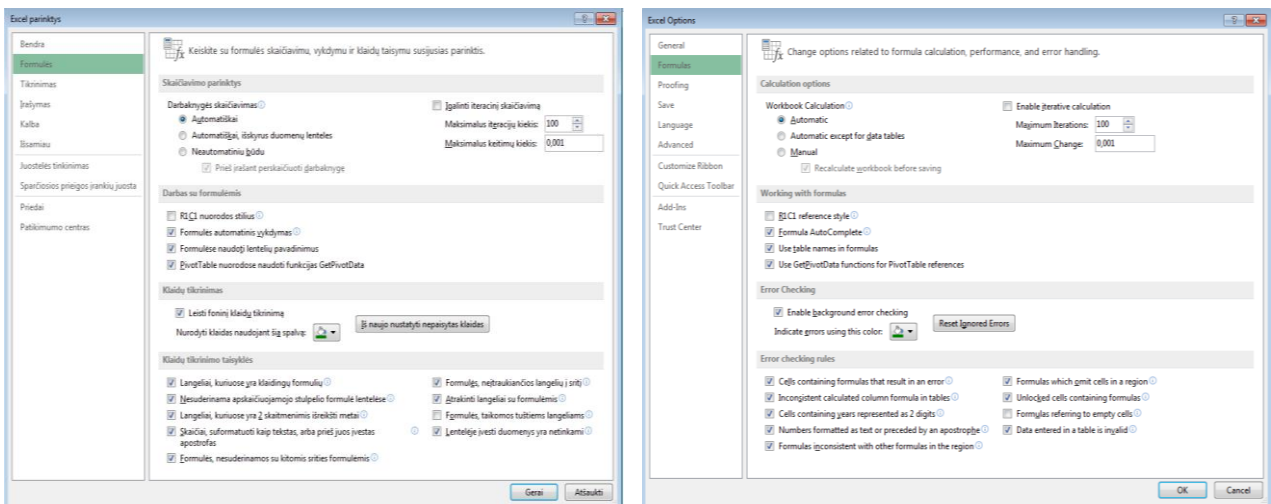 Excel parinktys
Bendra
Formulės
Tikrinimas
Įrašymas
Kalba
Išsamiau
Juostelės tinkinimas
Sparčiosios prieigos įrankių juosta
Priedai
Patikimumo centras
Keiskite su formulės skaičiavimu, vykdymu ir klaidų taisymu susijusias parinktis.
Skaičiavimo parinktys
Darbaknygės skaičiavimas
Automatiškai
Automatiškai, išskyrus duomenų lenteles
Neautomatiniu būdu
Prieš įrašant perskaičiuoti darbaknygę
Įgalinti iteracinį skaičiavimą
Maksimalus iteracijų kiekis: 100
Maksimalus keitimų kiekis: 0,001
Darbas su formulėmis
R1C1 nuorodos stilius
Formulės automatinis vykdymas
Formulėse naudoti lentelių pavadinimus
PivotTable nuorodose naudoti funkcijas GetPivotData
Klaidų tikrinimas
Leisti foninį klaidų tikrinimą
Nurodyti klaidas naudojant šią spalvą:
Iš naujo nustatyti nepaisytas klaidas
Klaidų tikrinimo taisyklės
Langeliai, kuriuose yra klaidingų formulių
Nesuderinama apskaičiuojamojo stulpelio formulė lentelėse
Langeliai, kuriuose yra 2 skaitmenimis išreikšti metai
Skaičiai, suformatuoti kaip tekstas, arba prieš juos įvestas
apostrofas
Formulės, nesuderinamos su kitomis srities formulėmis
Formulės, neįtraukiančios langelių į sritį
Atrakinti langeliai su formulėmis
Formulės, taikomos tuštiems langeliams
Lentelėje įvesti duomenys yra netinkami
Gerai
Atšaukti
Excel Options
General
Formulas
Proofing
Save
Language
Advanced
Customize Ribbon
Quick Access Toolbar
Add-Ins
Trust Center
Change options related to formula calculation, performance, and error handling.
Calculation options
Workbook Calculation
Automatic
Automatic except for data tables
Manual
Recalculate workbook before saving
Enable iterative calculation
Maximum Iterations: 100
Maximum Change: 0,001
Working with formulas
R1C1 reference style
Formula AutoComplete
Use table names in formulas
Use GetPivotData functions for PivotTable references
Error Checking
Enable background error checking
Indicate errors using this color:
Reset Ignored Errors
Error checking rules
Cells containing formulas that result in an error
Inconsistent calculated column formula in tables
Cells containing years represented as 2 digits
Numbers formatted as text or preceded by an apostrophe
Formulas inconsistent with other formulas in the region
Formulas which omit cells in a region
Unlocked cells containing formulas
Formulas referring to empty cells
Data entered in a table is invalid
OK
Cancel